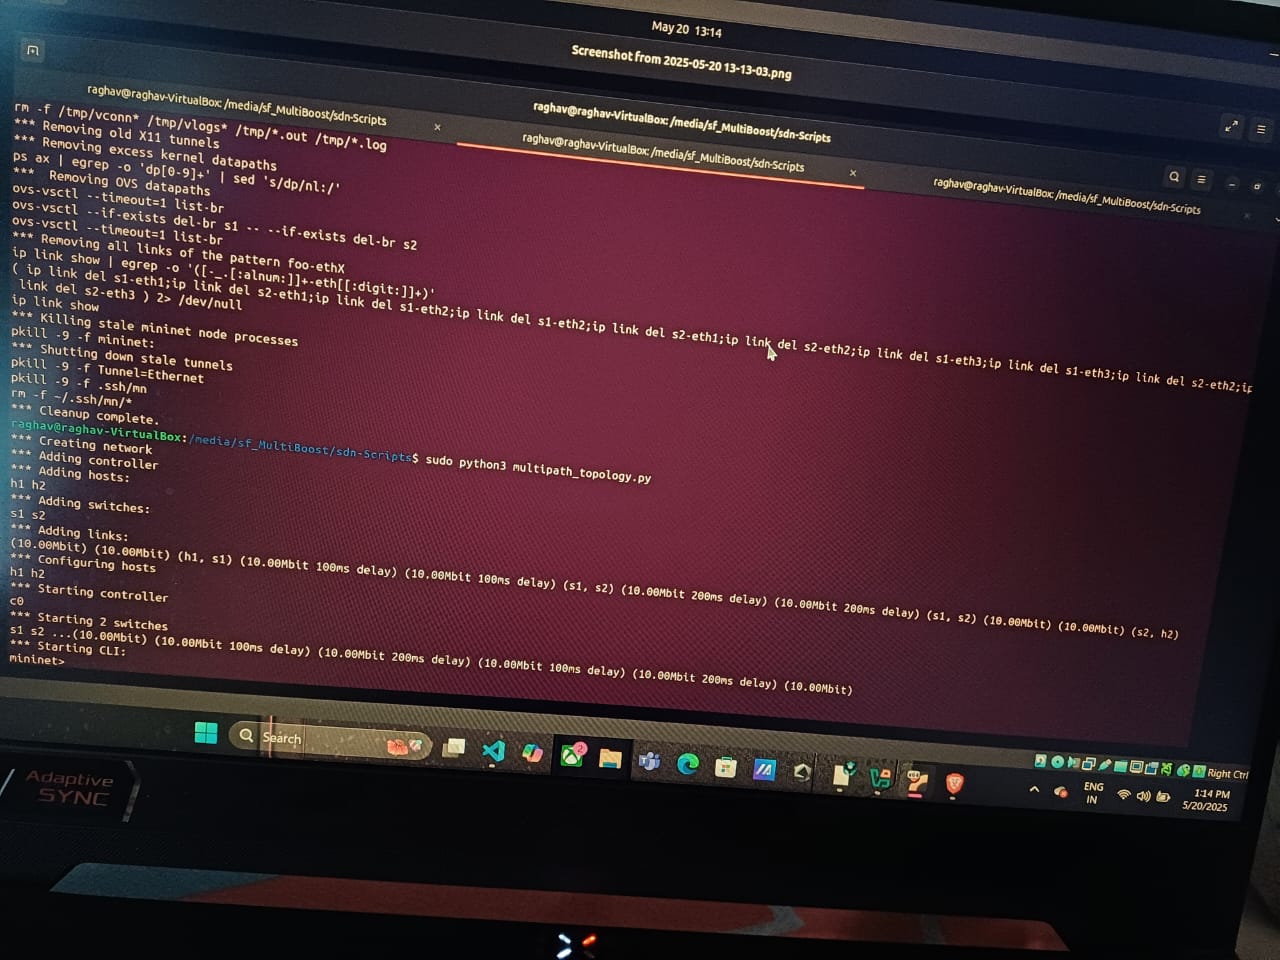 May 20 13:14
Screenshot from 2025-05-20 13-13-03.png
raghav@raghav-VirtualBox: /media/sf_MultiBoost/sdn-Scripts
raghav@raghav-VirtualBox: /media/sf_MultiBoost/sdn-Scripts
raghav@raghav-VirtualBox: /media/sf_MultiBoost/sdn-Scripts
raghav@raghav-VirtualBox: /media/sf_MultiBoost/sdn-Scripts
rm -f /tmp/vconn* /tmp/vlogs* /tmp/*.out /tmp/*.log
*** Removing old X11 tunnels
*** Removing excess kernel datapaths
ps ax | egrep -o 'dp[0-9]+' | sed 's/dp/nl:/'
***  Removing OVS datapaths
ovs-vsctl --timeout=1 list-br
ovs-vsctl --if-exists del-br s1 -- --if-exists del-br s2
ovs-vsctl --timeout=1 list-br
*** Removing all links of the pattern foo-ethX
ip link show | egrep -o '([-_.[:alnum:]]+-eth[[:digit:]]+)'
( ip link del s1-eth1;ip link del s2-eth1;ip link del s1-eth2;ip link del s1-eth2;ip link del s2-eth1;ip link del s2-eth2;ip link del s1-eth3;ip link del s1-eth3;ip link del s2-eth2;ip
 link del s2-eth3 ) 2> /dev/null
ip link show
*** Killing stale mininet node processes
pkill -9 -f mininet:
*** Shutting down stale tunnels
pkill -9 -f Tunnel=Ethernet
pkill -9 -f .ssh/mn
rm -f ~/.ssh/mn/*
*** Cleanup complete.
raghav@raghav-VirtualBox:/media/sf_MultiBoost/sdn-Scripts$ sudo python3 multipath_topology.py
*** Creating network
*** Adding controller
*** Adding hosts:
h1 h2
*** Adding switches:
s1 s2
*** Adding links:
(10.00Mbit) (10.00Mbit) (h1, s1) (10.00Mbit 100ms delay) (10.00Mbit 100ms delay) (s1, s2) (10.00Mbit 200ms delay) (10.00Mbit 200ms delay) (s1, s2) (10.00Mbit) (10.00Mbit) (s2, h2)
*** Configuring hosts
h1 h2
*** Starting controller
c0
*** Starting 2 switches
s1 s2 ...(10.00Mbit) (10.00Mbit 100ms delay) (10.00Mbit 200ms delay) (10.00Mbit 100ms delay) (10.00Mbit 200ms delay) (10.00Mbit)
*** Starting CLI:
mininet>
Search
2
Right Ctrl
ENG
IN
1:14 PM
5/20/2025
Adaptive
SYNC